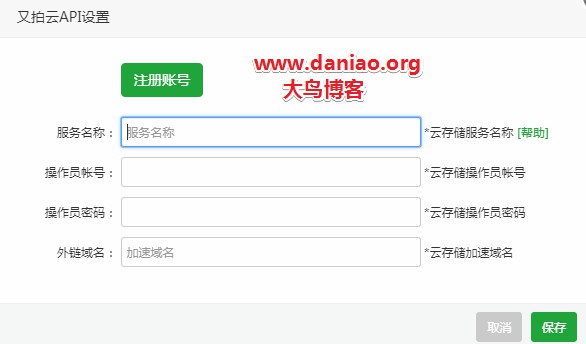 又拍云API设置
注册账号
www.daniao.org
大鸟博客
服务名称： 服务名称 *云存储服务名称 [帮助]
操作员帐号： *云存储操作员帐号
操作员密码： *云存储操作员密码
外链域名： 加速域名 *云存储加速域名
取消 保存